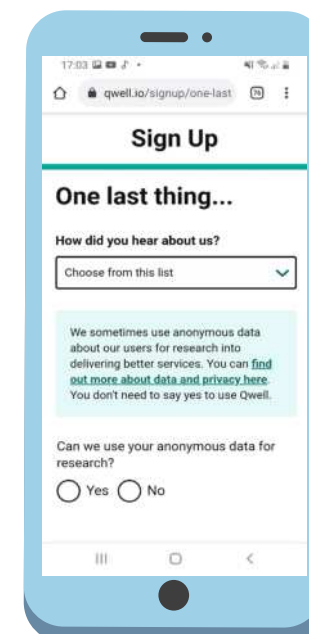 17:03
qwell.io/signup/one-last
76
Sign Up
One last thing...
How did you hear about us?
Choose from this list
We sometimes use anonymous data
about our users for research into
delivering better services. You can find
out more about data and privacy here.
You don't need to say yes to use Qwell.
Can we use your anonymous data for
research?
Yes No